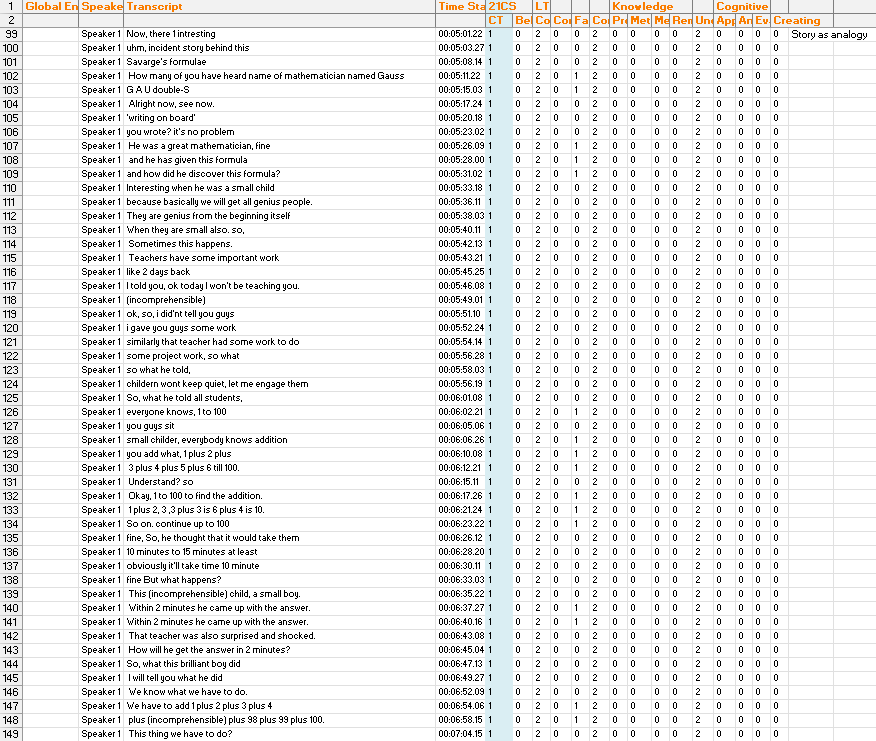 1 Global En Speake Transcript Time Sta 21CS LT Knowledge Cognitive
2 CT Be Co Con Fa Con Pro Met Me Ren Und App An Ev. Creating
99 Speaker 1 Now, there 1 intresting 00:05:01.22 1 0 2 0 0 2 0 0 0 0 2 0 0 0 0 Story as analogy
100 Speaker 1 uhm, incident story behind this 00:05:03.27 1 0 2 0 0 2 0 0 0 0 2 0 0 0 0
101 Speaker 1 Savarge's formulae 00:05:08.14 1 0 2 0 0 2 0 0 0 0 2 0 0 0 0
102 Speaker 1 How many of you have heard name of mathematician named Gauss 00:05:11.22 1 0 2 0 1 2 0 0 0 0 2 0 0 0 0
103 Speaker 1 G A U double-S 00:05:15.03 1 0 2 0 1 2 0 0 0 0 2 0 0 0 0
104 Speaker 1 Alright now, see now. 00:05:17.24 1 0 2 0 0 2 0 0 0 0 2 0 0 0 0
105 Speaker 1 'writing on board' 00:05:20.18 1 0 2 0 0 2 0 0 0 0 2 0 0 0 0
106 Speaker 1 you wrote? it's no problem 00:05:23.02 1 0 2 0 0 2 0 0 0 0 2 0 0 0 0
107 Speaker 1 He was a great mathematician, fine 00:05:26.09 1 0 2 0 1 2 0 0 0 0 2 0 0 0 0
108 Speaker 1 and he has given this formula 00:05:28.00 1 0 2 0 1 2 0 0 0 0 2 0 0 0 0
109 Speaker 1 and how did he discover this formula? 00:05:31.02 1 0 2 0 1 2 0 0 0 0 2 0 0 0 0
110 Speaker 1 Interesting when he was a small child 00:05:33.18 1 0 2 0 0 2 0 0 0 0 2 0 0 0 0
111 Speaker 1 because basically we will get all genius people. 00:05:36.11 1 0 2 0 0 2 0 0 0 0 2 0 0 0 0
112 Speaker 1 They are genius from the beginning itself 00:05:38.03 1 0 2 0 0 2 0 0 0 0 2 0 0 0 0
113 Speaker 1 When they are small also. so, 00:05:40.11 1 0 2 0 0 2 0 0 0 0 2 0 0 0 0
114 Speaker 1 Sometimes this happens. 00:05:42.13 1 0 2 0 0 2 0 0 0 0 2 0 0 0 0
115 Speaker 1 Teachers have some important work 00:05:43.21 1 0 2 0 0 2 0 0 0 0 2 0 0 0 0
116 Speaker 1 like 2 days back 00:05:45.25 1 0 2 0 0 2 0 0 0 0 2 0 0 0 0
117 Speaker 1 I told you, ok today I won't be teaching you. 00:05:46.08 1 0 2 0 0 2 0 0 0 0 2 0 0 0 0
118 Speaker 1 (incomprehensible) 00:05:49.01 1 0 2 0 0 2 0 0 0 0 2 0 0 0 0
119 Speaker 1 ok, so, i did'nt tell you guys 00:05:51.10 1 0 2 0 0 2 0 0 0 0 2 0 0 0 0
120 Speaker 1 i gave you guys some work 00:05:52.24 1 0 2 0 0 2 0 0 0 0 2 0 0 0 0
121 Speaker 1 similarly that teacher had some work to do 00:05:54.14 1 0 2 0 0 2 0 0 0 0 2 0 0 0 0
122 Speaker 1 some project work, so what 00:05:56.28 1 0 2 0 0 2 0 0 0 0 2 0 0 0 0
123 Speaker 1 so what he told, 00:05:58.03 1 0 2 0 0 2 0 0 0 0 2 0 0 0 0
124 Speaker 1 childern wont keep quiet, let me engage them 00:05:56.19 1 0 2 0 0 2 0 0 0 0 2 0 0 0 0
125 Speaker 1 So, what he told all students, 00:06:01.08 1 0 2 0 0 2 0 0 0 0 2 0 0 0 0
126 Speaker 1 everyone knows, 1 to 100 00:06:02.21 1 0 2 0 1 2 0 0 0 0 2 0 0 0 0
127 Speaker 1 you guys sit 00:06:05.06 1 0 2 0 0 2 0 0 0 0 2 0 0 0 0
128 Speaker 1 small childer, everybody knows addition 00:06:06.26 1 0 2 0 1 2 0 0 0 0 2 0 0 0 0
129 Speaker 1 you add what, 1 plus 2 plus 00:06:10.08 1 0 2 0 1 2 0 0 0 0 2 0 0 0 0
130 Speaker 1 3 plus 4 plus 5 plus 6 till 100. 00:06:12.21 1 0 2 0 1 2 0 0 0 0 2 0 0 0 0
131 Speaker 1 Understand? so 00:06:15.11 1 0 2 0 0 2 0 0 0 0 2 0 0 0 0
132 Speaker 1 Okay, 1 to 100 to find the addition. 00:06:17.26 1 0 2 0 1 2 0 0 0 0 2 0 0 0 0
133 Speaker 1 1 plus 2, 3 ,3 plus 3 is 6 plus 4 is 10. 00:06:21.24 1 0 2 0 1 2 0 0 0 0 2 0 0 0 0
134 Speaker 1 So on. continue up to 100 00:06:23.22 1 0 2 0 1 2 0 0 0 0 2 0 0 0 0
135 Speaker 1 fine, So, he thought that it would take them 00:06:26.12 1 0 2 0 0 2 0 0 0 0 2 0 0 0 0
136 Speaker 1 10 minutes to 15 minutes at least 00:06:28.20 1 0 2 0 0 2 0 0 0 0 2 0 0 0 0
137 Speaker 1 obviously it'll take time 10 minute 00:06:30.11 1 0 2 0 0 2 0 0 0 0 2 0 0 0 0
138 Speaker 1 fine But what happens? 00:06:33.03 1 0 2 0 0 2 0 0 0 0 2 0 0 0 0
139 Speaker 1 This (incomprehensible) child, a small boy. 00:06:35.22 1 0 2 0 0 2 0 0 0 0 2 0 0 0 0
140 Speaker 1 Within 2 minutes he came up with the answer. 00:06:37.27 1 0 2 0 1 2 0 0 0 0 2 0 0 0 0
141 Speaker 1 Within 2 minutes he came up with the answer. 00:06:40.16 1 0 2 0 1 2 0 0 0 0 2 0 0 0 0
142 Speaker 1 That teacher was also surprised and shocked. 00:06:43.08 1 0 2 0 0 2 0 0 0 0 2 0 0 0 0
143 Speaker 1 How will he get the answer in 2 minutes? 00:06:45.04 1 0 2 0 0 2 0 0 0 0 2 0 0 0 0
144 Speaker 1 So, what this brilliant boy did 00:06:47.13 1 0 2 0 0 2 0 0 0 0 2 0 0 0 0
145 Speaker 1 I will tell you what he did 00:06:49.27 1 0 2 0 0 2 0 0 0 0 2 0 0 0 0
146 Speaker 1 We know what we have to do. 00:06:52.09 1 0 2 0 0 2 0 0 0 0 2 0 0 0 0
147 Speaker 1 We have to add 1 plus 2 plus 3 plus 4 00:06:54.06 1 0 2 0 1 2 0 0 0 0 2 0 0 0 0
148 Speaker 1 plus (incomprehensible) plus 98 plus 99 plus 100. 00:06:58.15 1 0 2 0 1 2 0 0 0 0 2 0 0 0 0
149 Speaker 1 This thing we have to do? 00:07:04.15 1 0 2 0 0 2 0 0 0 0 2 0 0 0 0